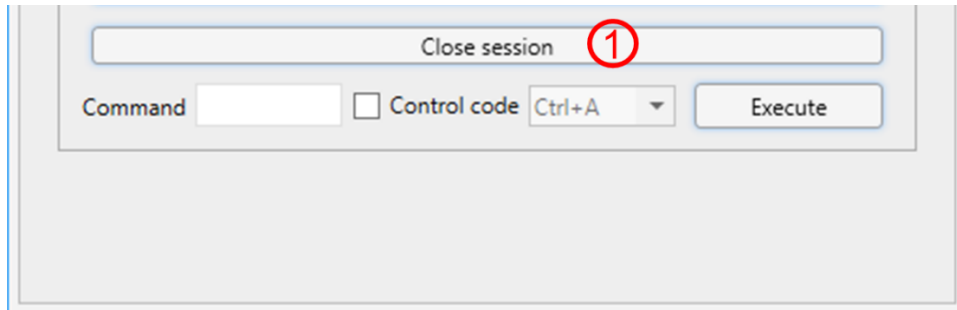 Close session ①
Command Control code Ctrl+A Execute